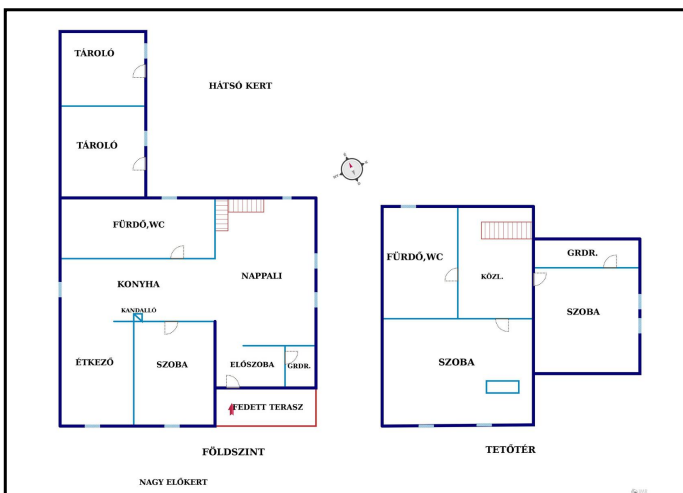 TÁROLÓ
HÁTSÓ KERT
TÁROLÓ
FÜRDŐ,WC
KONYHA
NAPPALI
KANDALLÓ
ÉTKEZŐ
SZOBA
ELŐSZOBA
GRDR.
FEDETT TERASZ
FÖLDSZINT
NAGY ELŐKERT
FÜRDŐ,WC
KÖZL.
GRDR.
SZOBA
SZOBA
TETŐTÉR